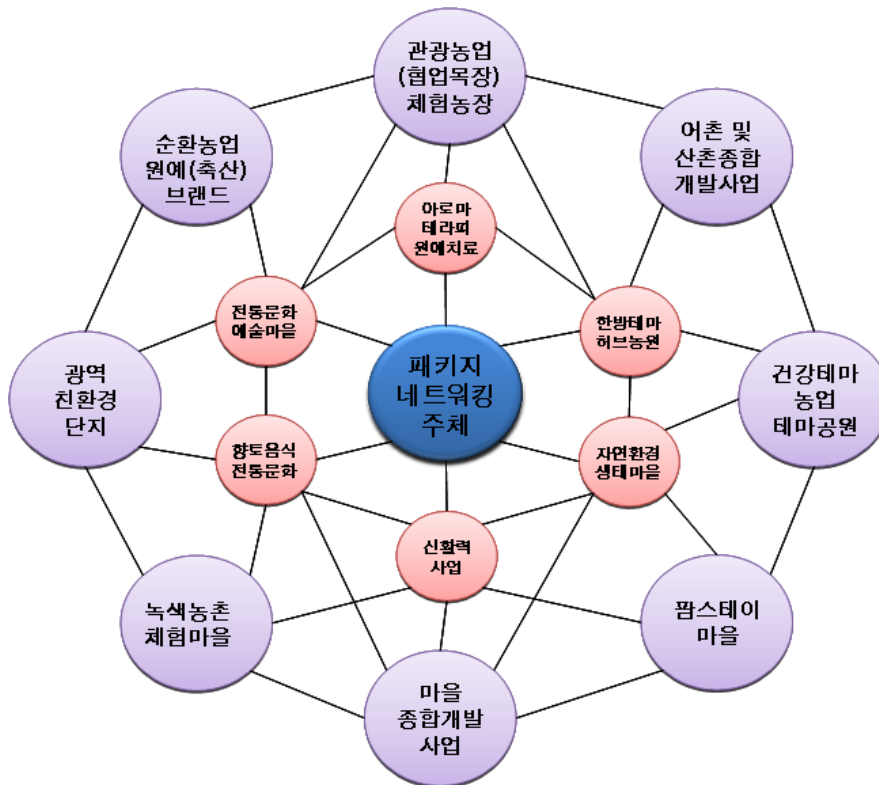 관광농업
(협업목장)
체험농장
순환농업
원예(축산)
브랜드
어촌 및
산촌종합
개발사업
아로마
테라피
원예치료
전통문화
예술마을
한방테마
허브농원
패키지
네트워킹
주체
광역
친환경
단지
건강테마
농업
테마공원
향토음식
전통문화
자연환경
생태마을
신활력
사업
녹색농촌
체험마을
팜스테이
마을
마을
종합개발
사업